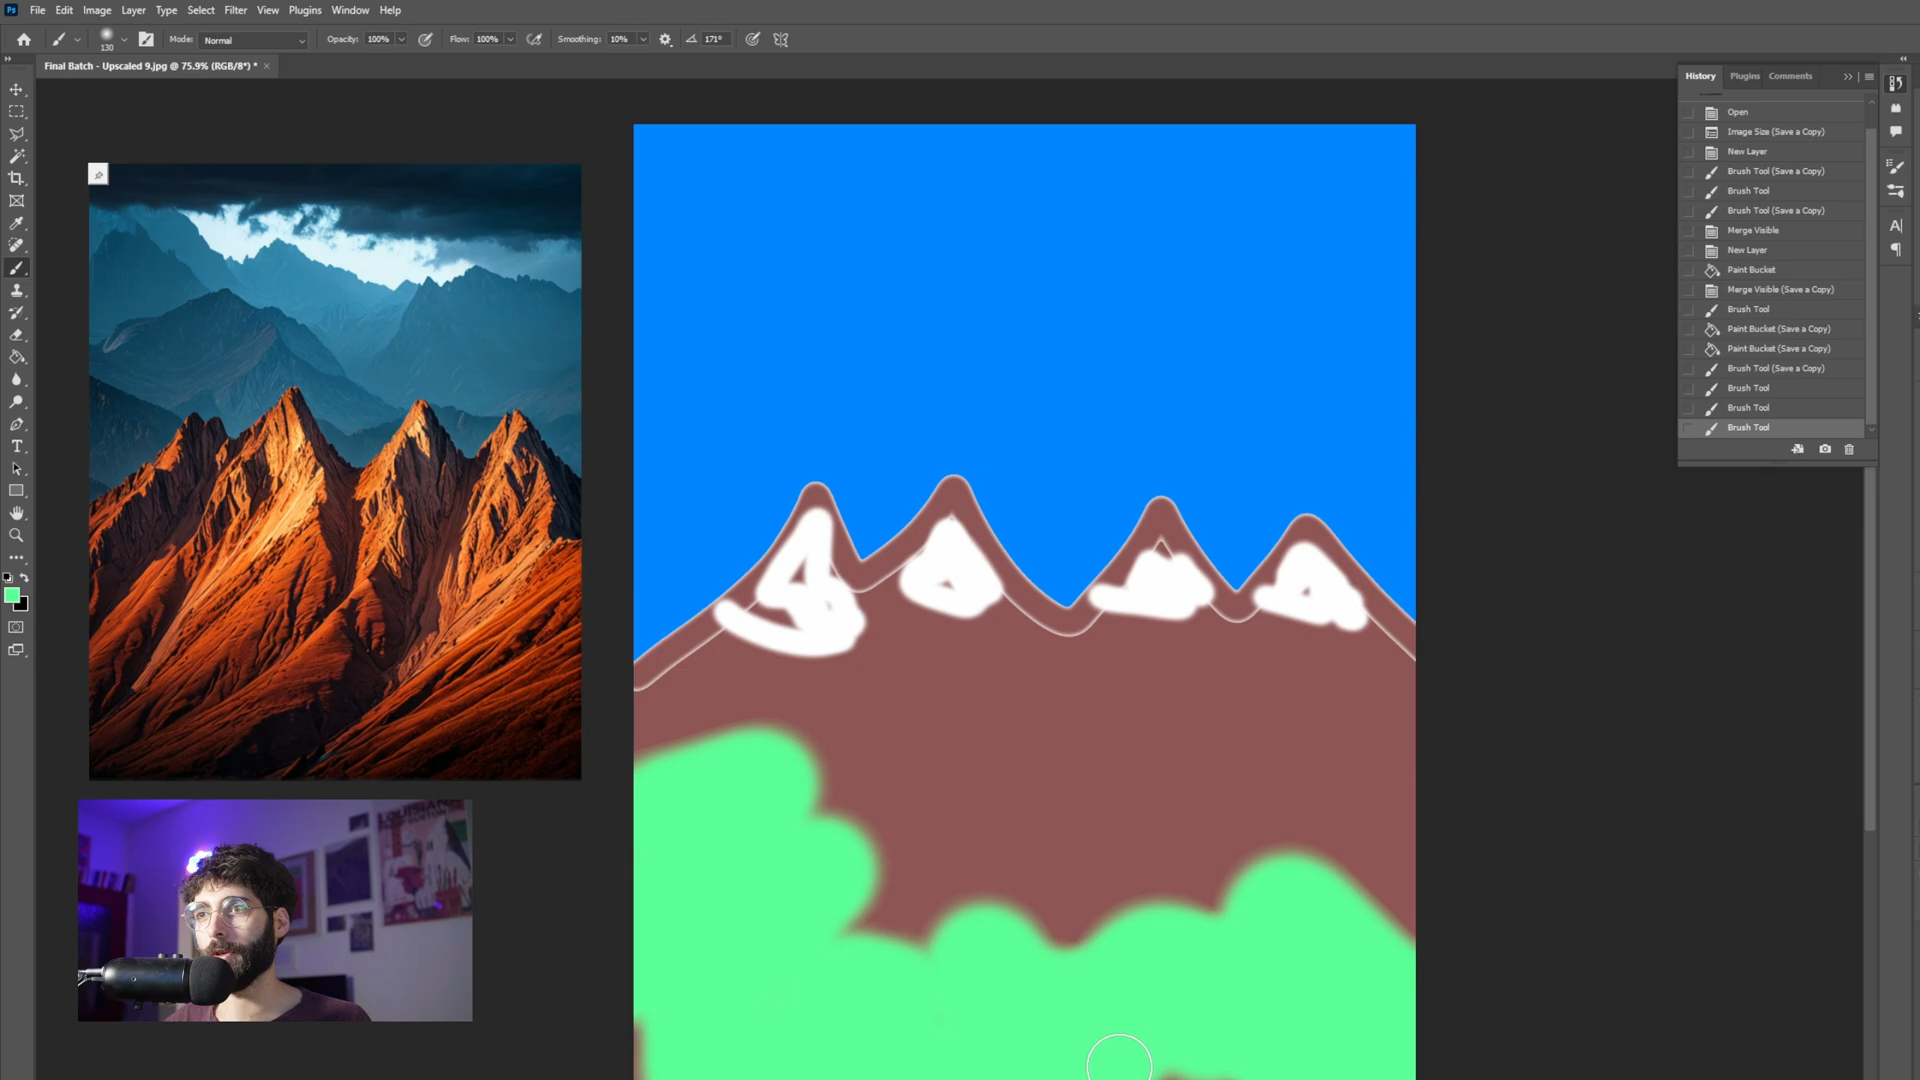 Ps File Edit Image Layer Type Select Filter View Plugins Window Help
130 Mode: Normal Opacity: 100% Flow: 100% Smoothing: 10% 171°
Final Batch - Upscaled 9.jpg @ 75.9% (RGB/8*) * ×
History Plugins Comments
Open
Image Size (Save a Copy)
New Layer
Brush Tool (Save a Copy)
Brush Tool
Brush Tool (Save a Copy)
Merge Visible
New Layer
Paint Bucket
Merge Visible (Save a Copy)
Brush Tool
Paint Bucket (Save a Copy)
Paint Bucket (Save a Copy)
Brush Tool (Save a Copy)
Brush Tool
Brush Tool
Brush Tool